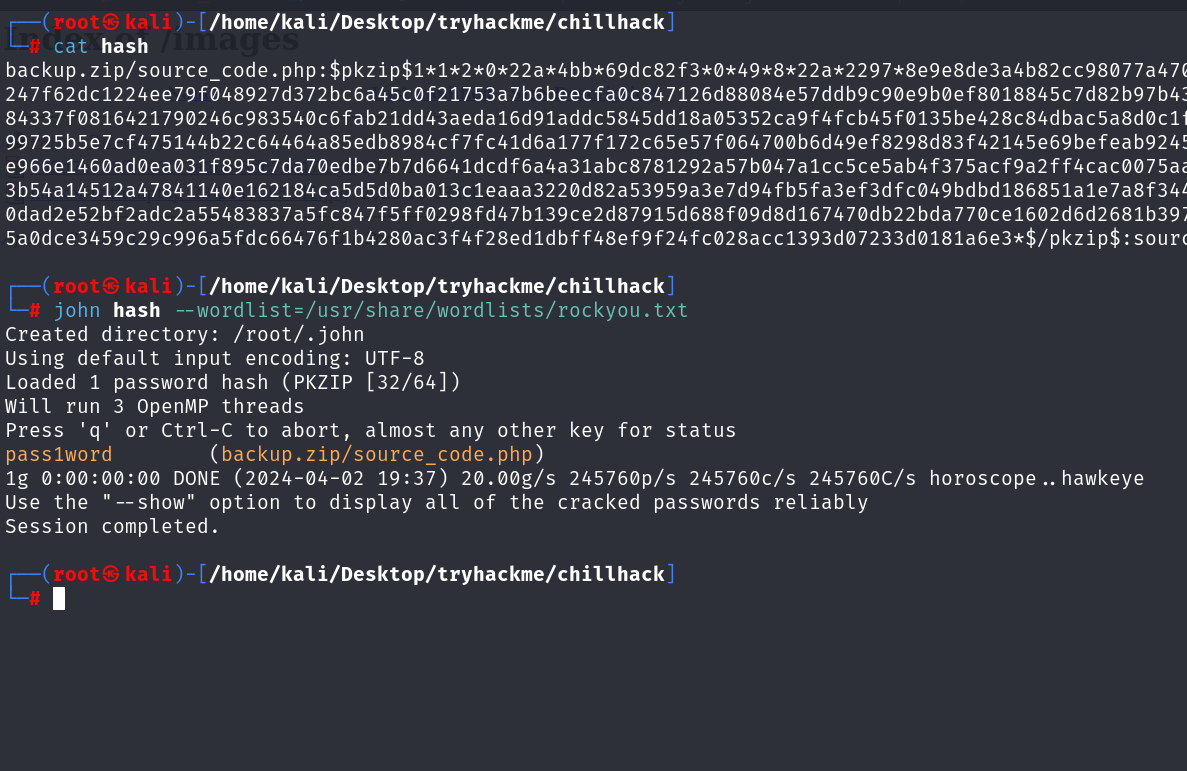 Index of /images
┌──(root㉿kali)-[/home/kali/Desktop/tryhackme/chillhack]
└─# cat hash
backup.zip/source_code.php:$pkzip$1*1*2*0*22a*4bb*69dc82f3*0*49*8*22a*2297*8e9e8de3a4b82cc98077a470
247f62dc1224ee79f048927d372bc6a45c0f21753a7b6beecfa0c847126d88084e57ddb9c90e9b0ef8018845c7d82b97b43
84337f0816421790246c983540c6fab21dd43aeda16d91addc5845dd18a05352ca9f4fcb45f0135be428c84dbac5a8d0c1f
99725b5e7cf475144b22c64464a85edb8984cf7fc41d6a177f172c65e57f064700b6d49ef8298d83f42145e69befeab9245
e966e1460ad0ea031f895c7da70edbe7b7d6641dcdf6a4a31abc8781292a57b047a1cc5ce5ab4f375acf9a2ff4cac0075aa
3b54a14512a47841140e162184ca5d5d0ba013c1eaaa3220d82a53959a3e7d94fb5fa3ef3dfc049bdbd186851a1e7a8f344
0dad2e52bf2adc2a55483837a5fc847f5ff0298fd47b139ce2d87915d688f09d8d167470db22bda770ce1602d6d2681b397
5a0dce3459c29c996a5fdc66476f1b4280ac3f4f28ed1dbff48ef9f24fc028acc1393d07233d0181a6e3*$/pkzip$:sourc
┌──(root㉿kali)-[/home/kali/Desktop/tryhackme/chillhack]
└─# john hash --wordlist=/usr/share/wordlists/rockyou.txt
Created directory: /root/.john
Using default input encoding: UTF-8
Loaded 1 password hash (PKZIP [32/64])
Will run 3 OpenMP threads
Press 'q' or Ctrl-C to abort, almost any other key for status
pass1word        (backup.zip/source_code.php)
1g 0:00:00:00 DONE (2024-04-02 19:37) 20.00g/s 245760p/s 245760c/s 245760C/s horoscope..hawkeye
Use the "--show" option to display all of the cracked passwords reliably
Session completed.
┌──(root㉿kali)-[/home/kali/Desktop/tryhackme/chillhack]
└─#